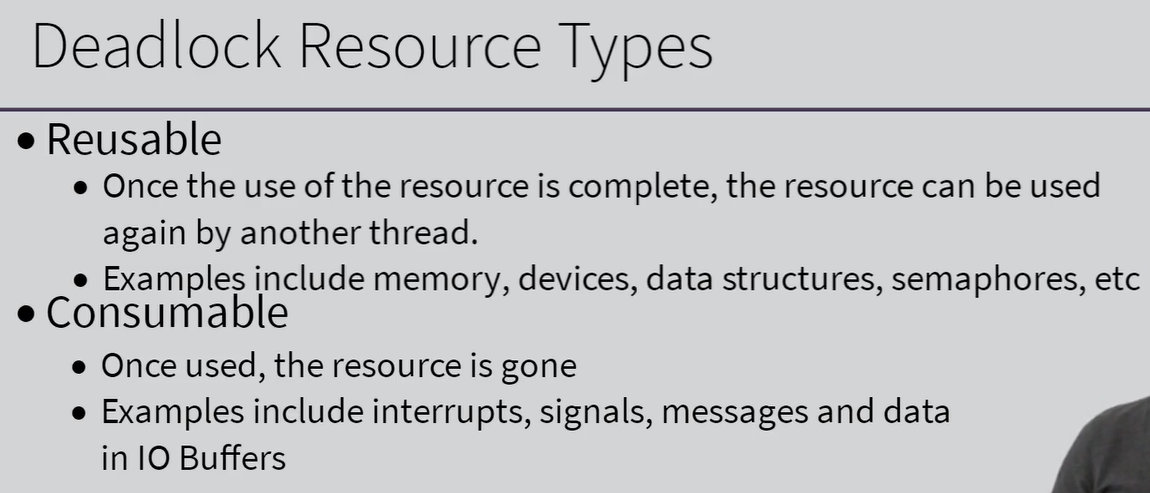 Deadlock Resource Types
• Reusable
• Once the use of the resource is complete, the resource can be used
again by another thread.
• Examples include memory, devices, data structures, semaphores, etc
• Consumable
• Once used, the resource is gone
• Examples include interrupts, signals, messages and data
in IO Buffers